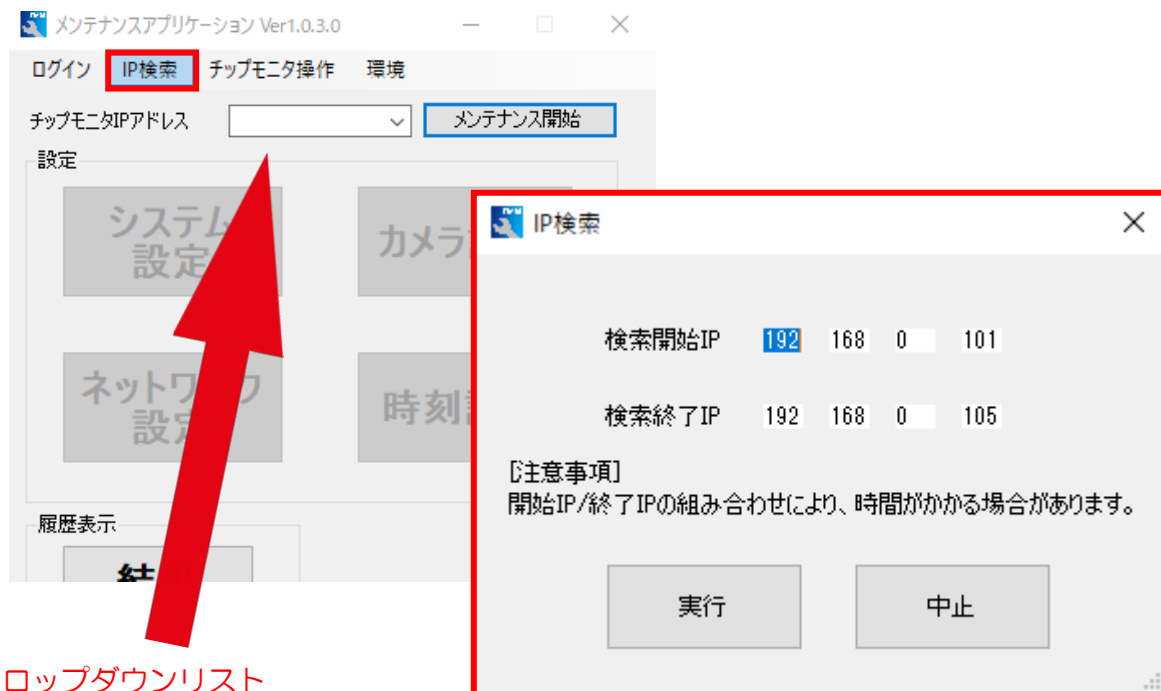 メンテナンスアプリケーション Ver1.0.3.0
ログイン IP検索 チップモニタ操作 環境
チップモニタIPアドレス メンテナンス開始
設定
システム
設定
カメラ
ネットワーク
設定
時刻
履歴表示
IP検索
検索開始IP 192 168 0 101
検索終了IP 192 168 0 105
[注意事項]
開始IP/終了IPの組み合わせにより、時間がかかる場合があります。
実行 中止
ロップダウンリスト